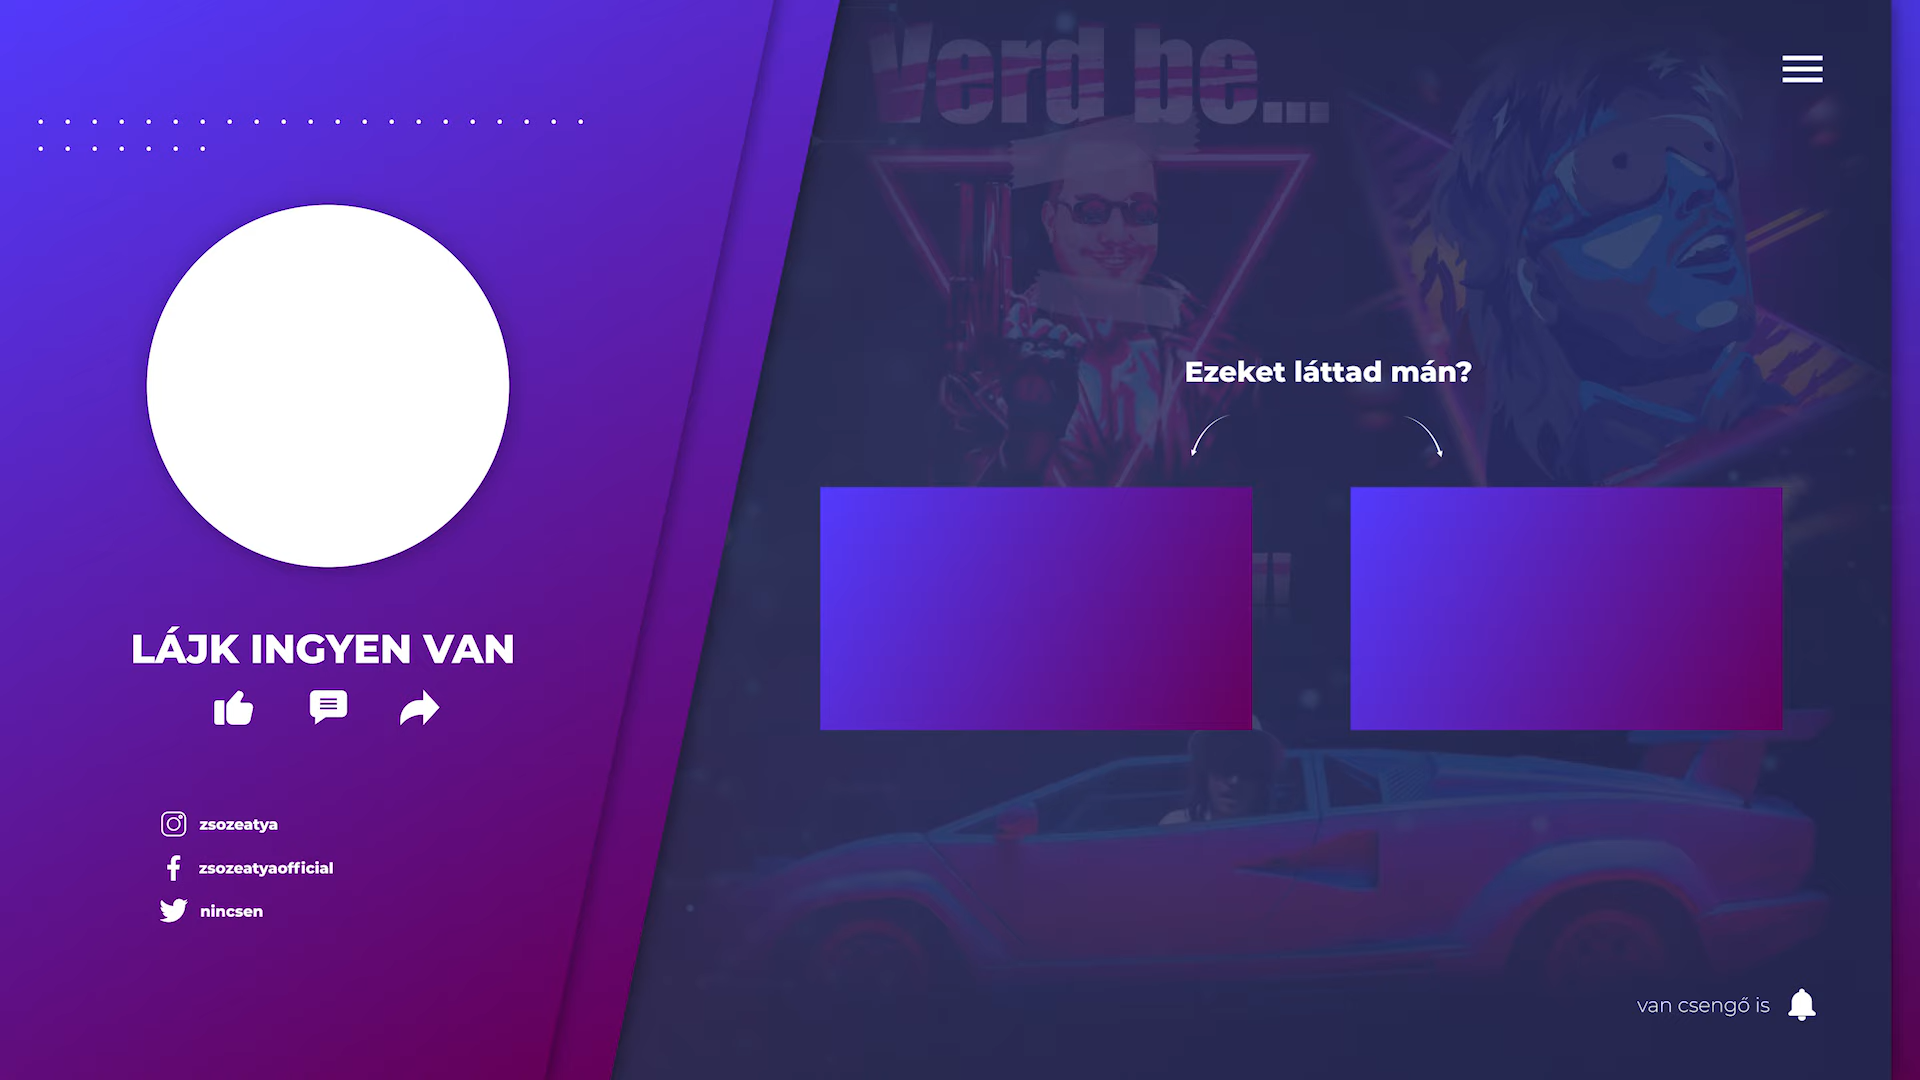 Verd be...
Ezeket láttad mán?
LÁJK INGYEN VAN
zsozeatya
zsozeatyaofficial
nincsen
van csengő is